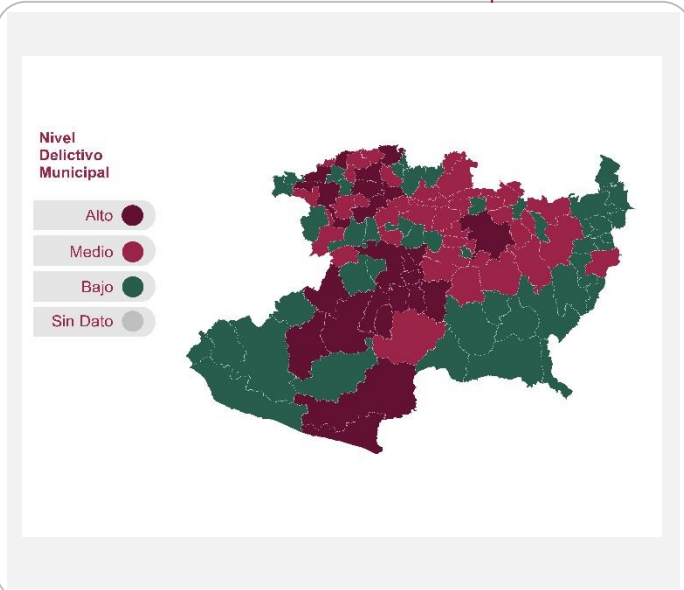 Nivel
Delictivo
Municipal
Alto
Medio
Bajo
Sin Dato